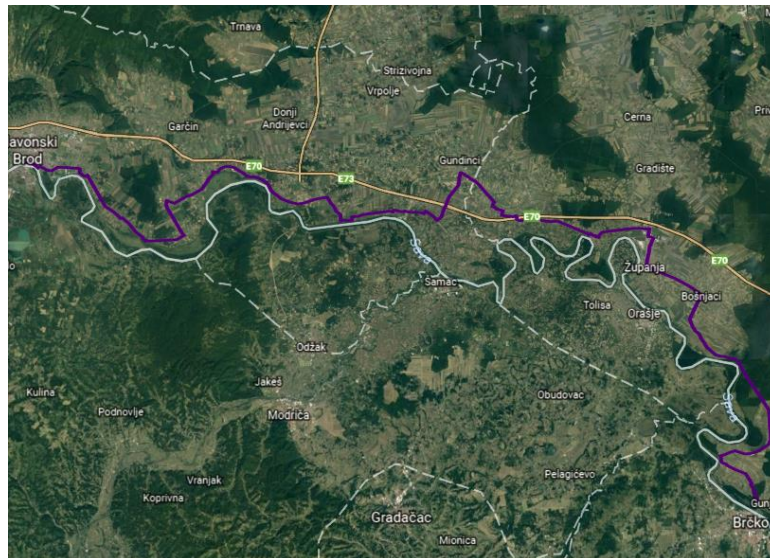 Trnava
Strizivojna
Vrpolje
Donji
Andrijevci
Garčin
Cerna
Priv
avonski
Brod
E70
E73
Gundinci
Gradište
E70
E70
Sava
Samac
Županja
Bošnjaci
Tolisa
Orašje
Odžak
Jakeš
Modriča
Kulina
Podnovlje
Obudovac
Sava
Vranjak
Koprivna
Pelagićevo
Gradačac
Mionica
Gun
Brčko